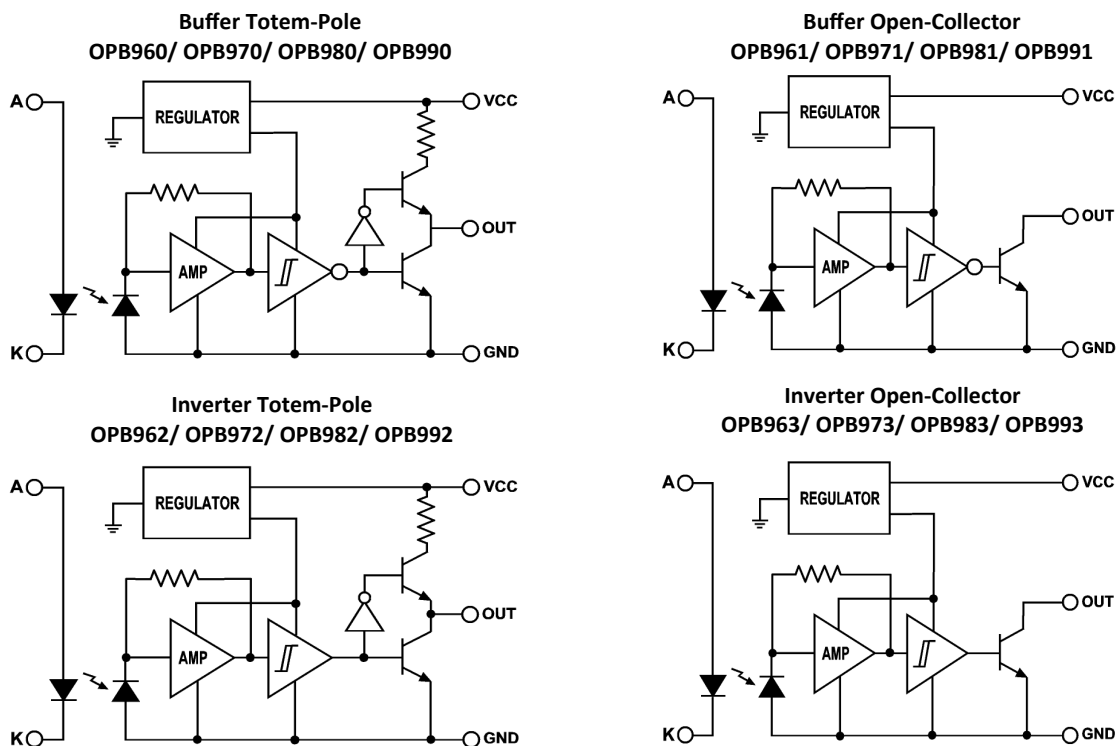 Buffer Totem-Pole
OPB960/ OPB970/ OPB980/ OPB990
A
REGULATOR
VCC
AMP
OUT
K
GND
Buffer Open-Collector
OPB961/ OPB971/ OPB981/ OPB991
A
REGULATOR
VCC
AMP
OUT
K
GND
Inverter Totem-Pole
OPB962/ OPB972/ OPB982/ OPB992
A
REGULATOR
VCC
AMP
OUT
K
GND
Inverter Open-Collector
OPB963/ OPB973/ OPB983/ OPB993
A
REGULATOR
VCC
AMP
OUT
K
GND